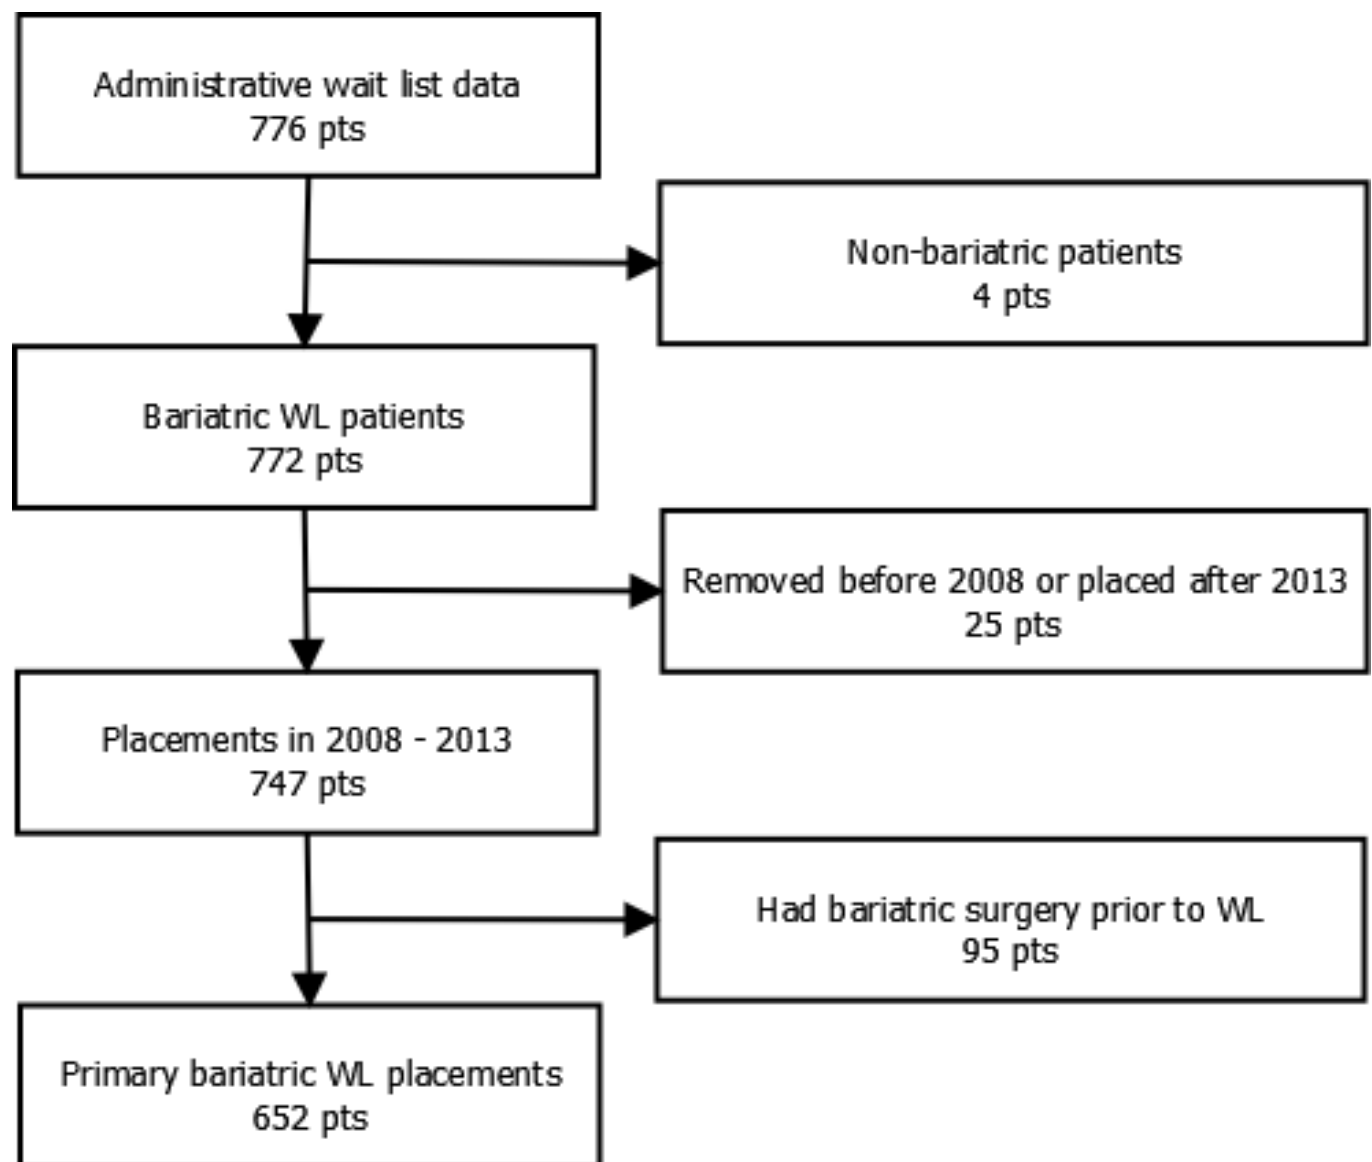 Administrative wait list data
776 pts
Non-bariatric patients
4 pts
Bariatric WL patients
772 pts
Removed before 2008 or placed after 2013
25 pts
Placements in 2008 - 2013
747 pts
Had bariatric surgery prior to WL
95 pts
Primary bariatric WL placements
652 pts